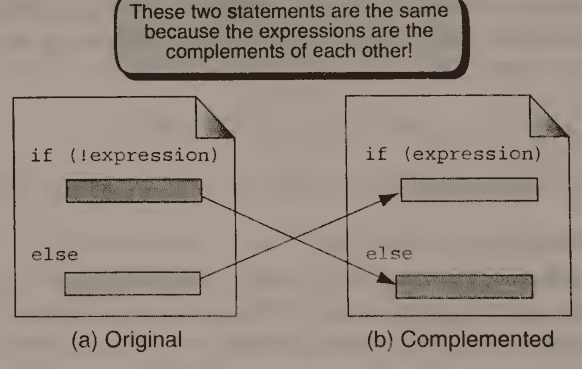 These two statements are the same
because the expressions are the
complements of each other!
if (!expression)
else
(a) Original
if (expression)
else
(b) Complemented